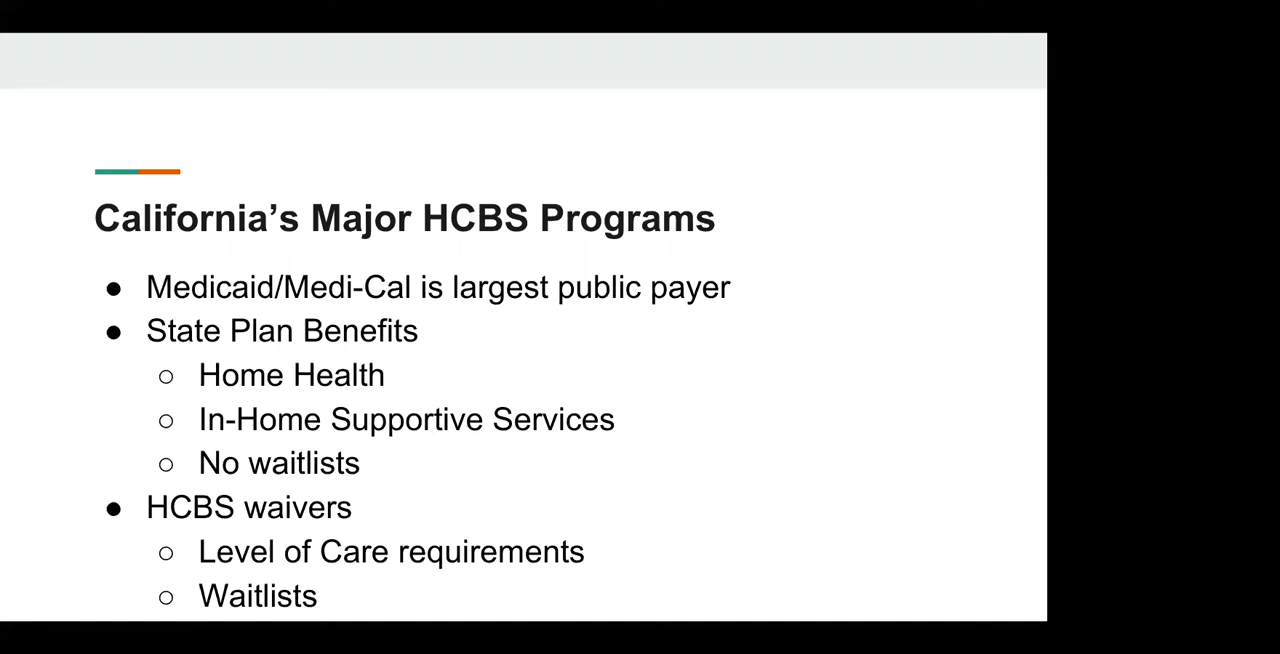 California’s Major HCBS Programs
● Medicaid/Medi-Cal is largest public payer
● State Plan Benefits
○ Home Health
○ In-Home Supportive Services
○ No waitlists
● HCBS waivers
○ Level of Care requirements
○ Waitlists